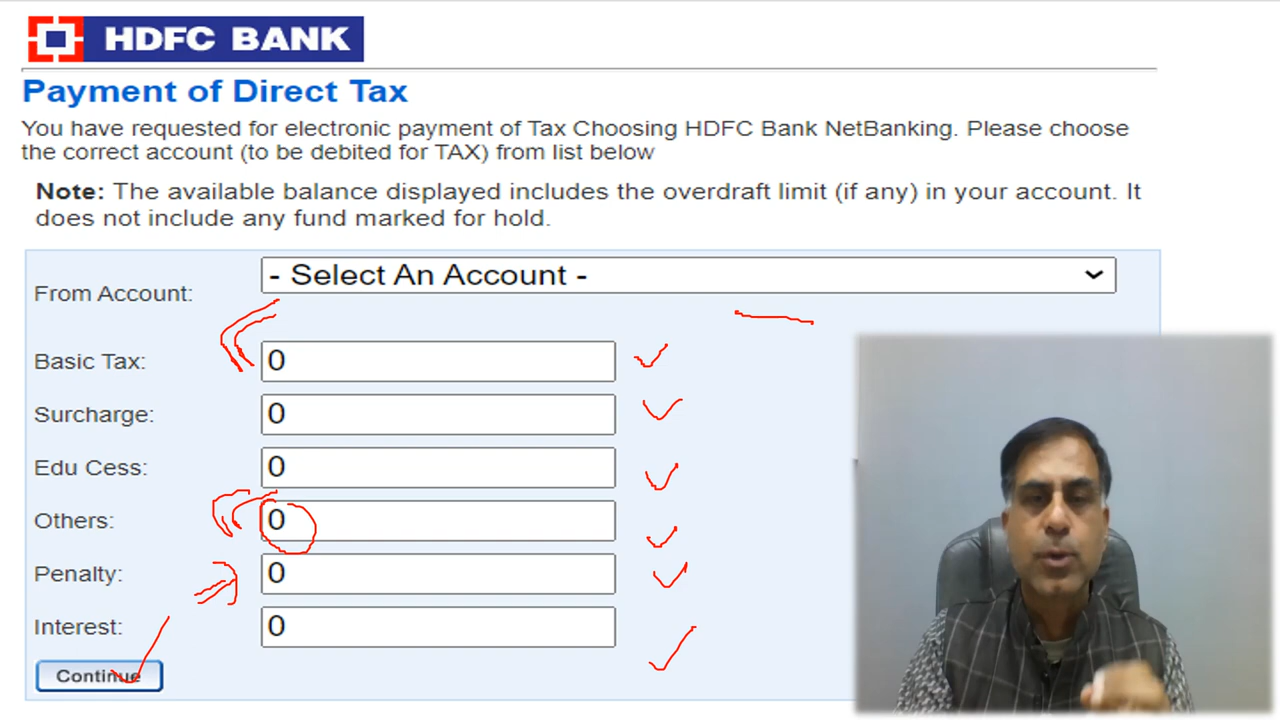 HDFC BANK
Payment of Direct Tax
You have requested for electronic payment of Tax Choosing HDFC Bank NetBanking. Please choose
the correct account (to be debited for TAX) from list below
Note: The available balance displayed includes the overdraft limit (if any) in your account. It
does not include any fund marked for hold.
From Account: - Select An Account -
Basic Tax: 0
Surcharge: 0
Edu Cess: 0
Others: 0
Penalty: 0
Interest: 0
Continue